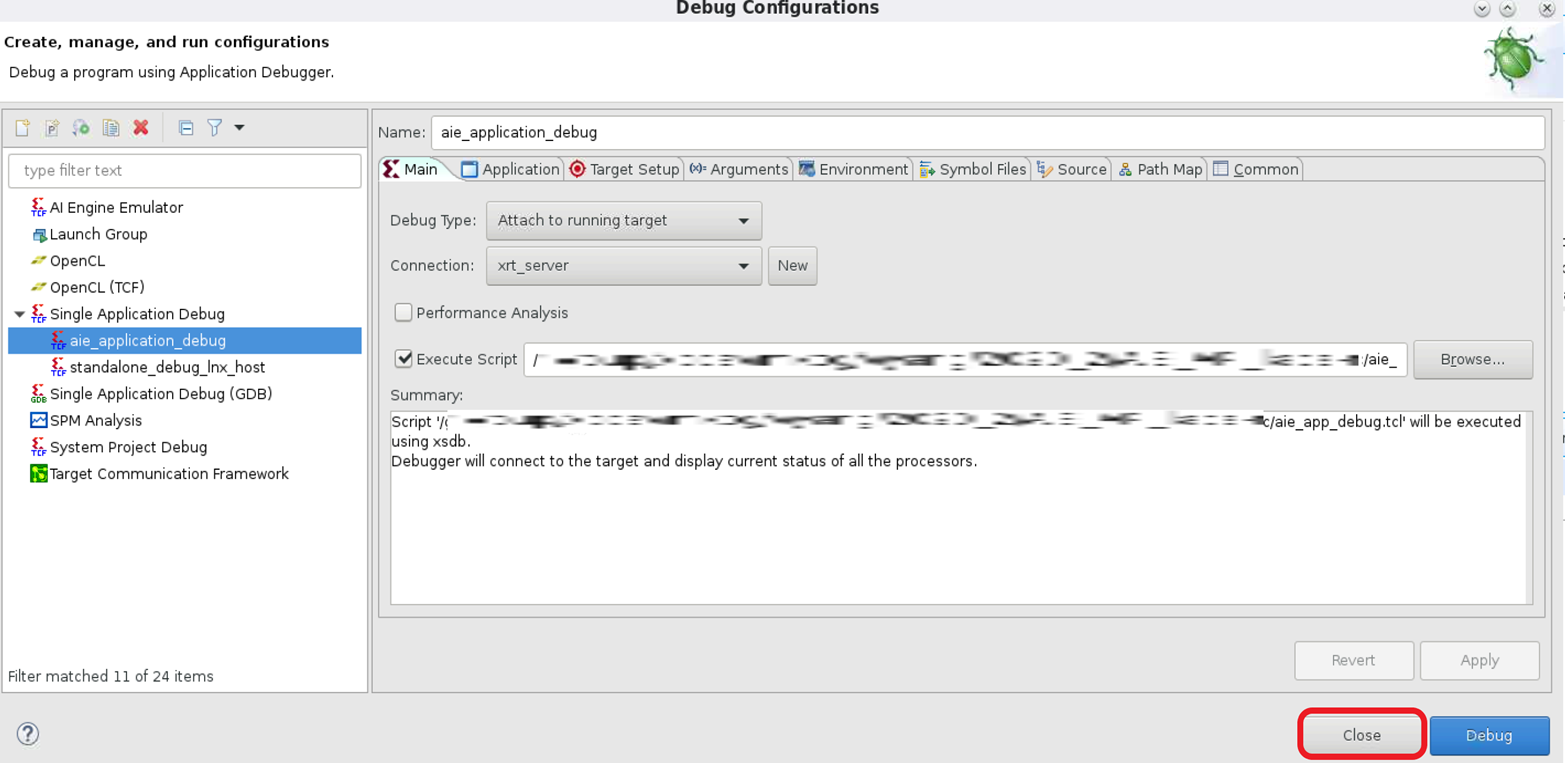 Debug Configurations
Create, manage, and run configurations
Debug a program using Application Debugger.
type filter text
AI Engine Emulator
Launch Group
OpenCL
OpenCL (TCF)
Single Application Debug
aie_application_debug
standalone_debug_lnx_host
Single Application Debug (GDB)
SPM Analysis
System Project Debug
Target Communication Framework
Filter matched 11 of 24 items
Name: aie_application_debug
Main Application Target Setup (x)= Arguments Environment Symbol Files Source Path Map Common
Debug Type: Attach to running target
Connection: xrt_server New
Performance Analysis
Execute Script / :/aie_ Browse...
Summary:
Script '/ c/aie_app_debug.tcl' will be executed
using xsdb.
Debugger will connect to the target and display current status of all the processors.
Revert Apply
? Close Debug